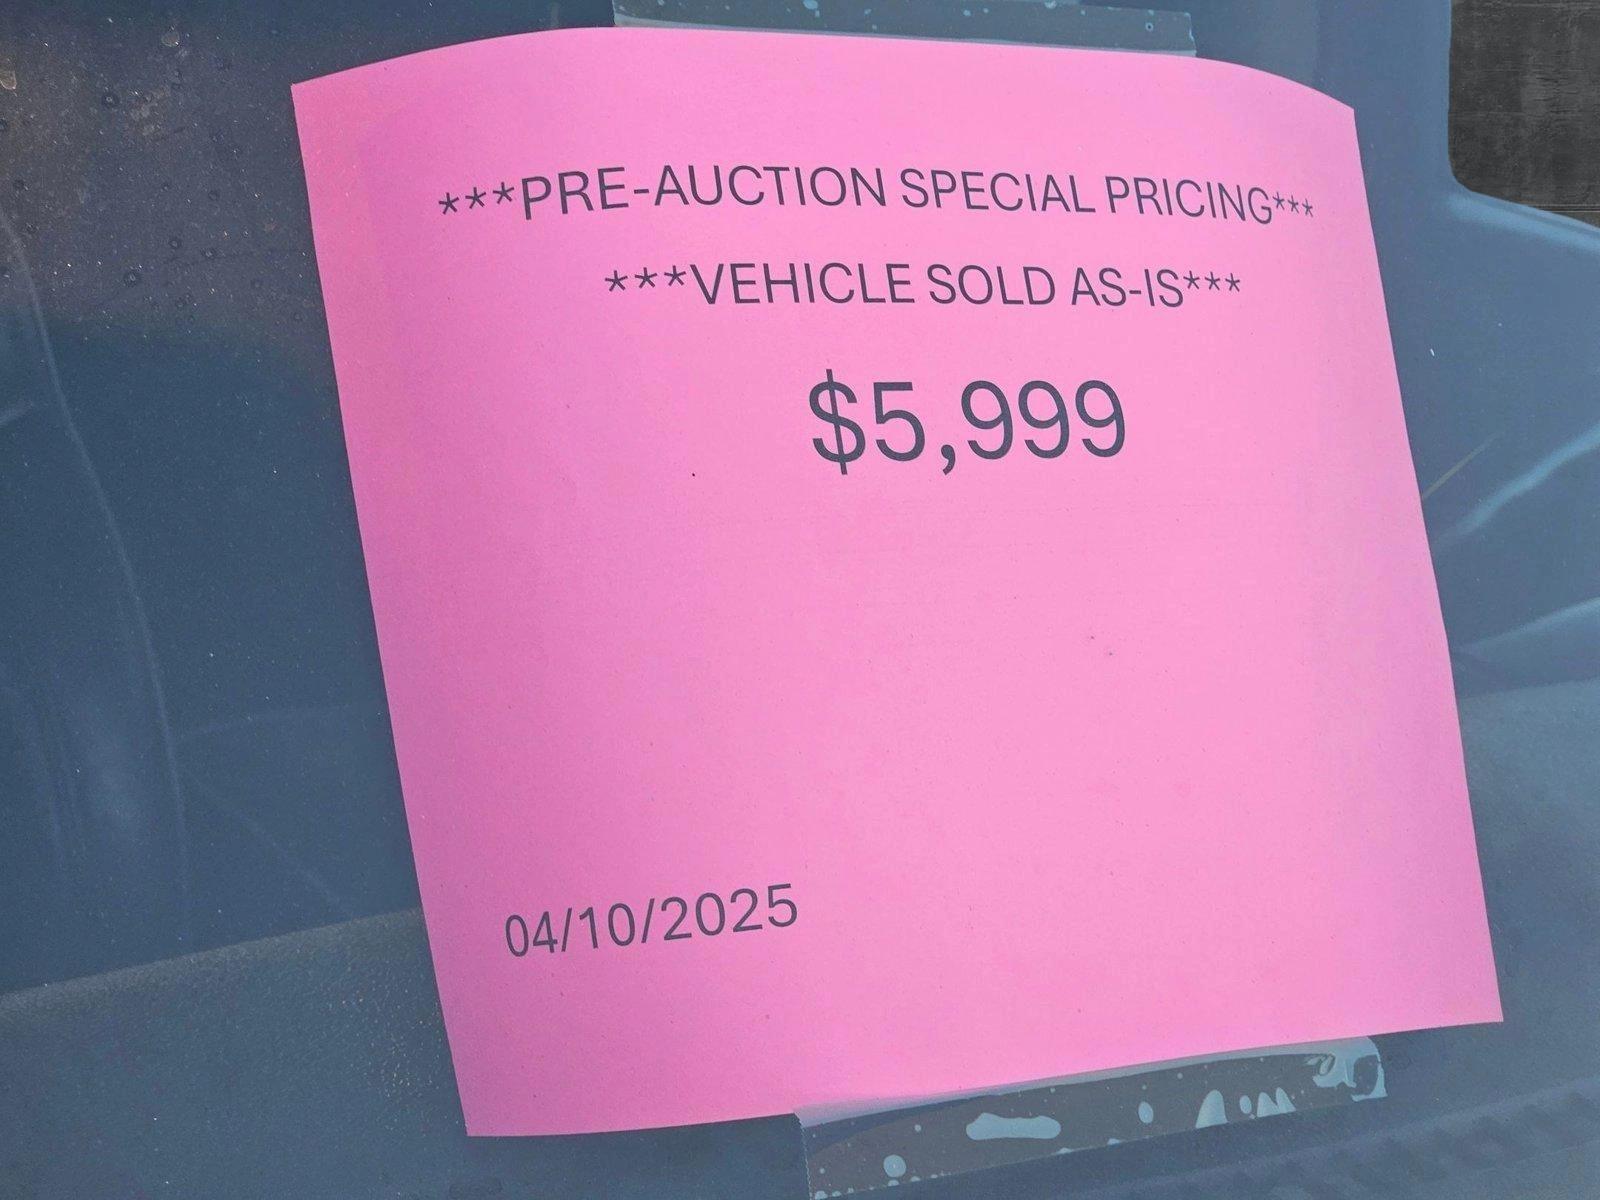 ***PRE-AUCTION SPECIAL PRICING***
***VEHICLE SOLD AS-IS***
$5,999
04/10/2025